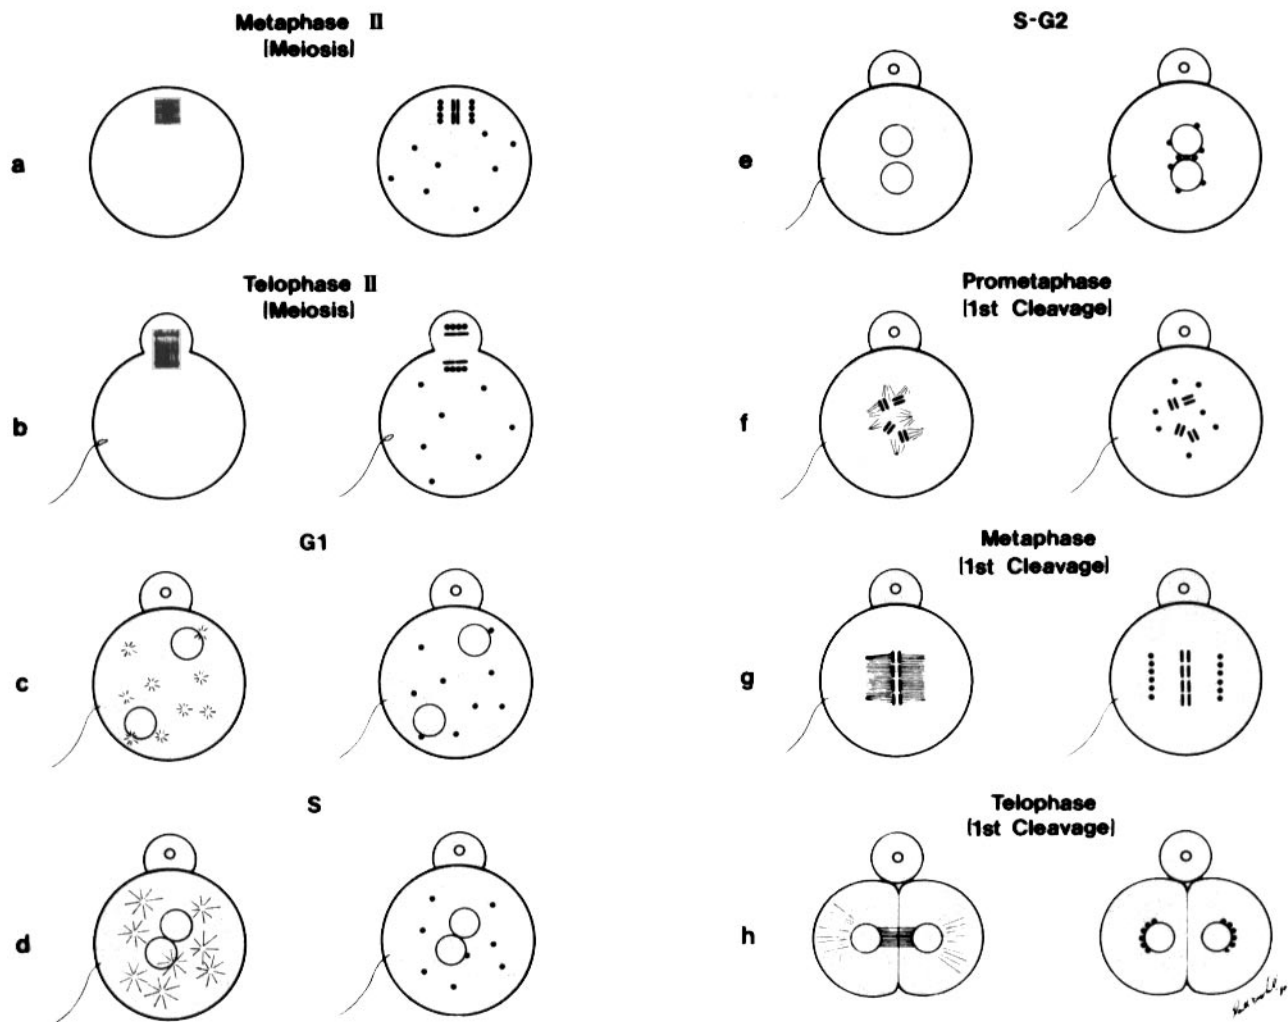 Metaphase II
(Meiosis)
a
Telophase II
(Meiosis)
b
G1
c
S
d
S-G2
e
Prometaphase
(1st Cleavage)
f
Metaphase
(1st Cleavage)
g
Telophase
(1st Cleavage)
h